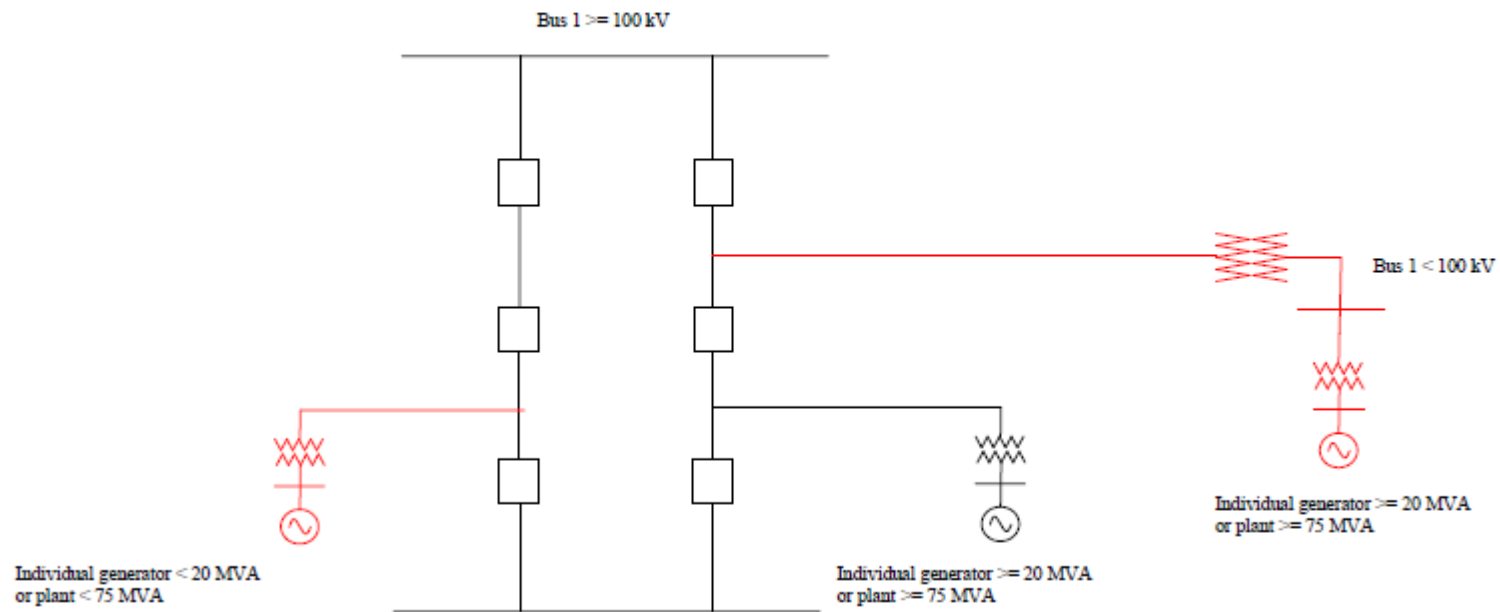 Bus 1 >= 100 kV
Bus 1 < 100 kV
Individual generator >= 20 MVA
or plant >= 75 MVA
Individual generator < 20 MVA
or plant < 75 MVA
Individual generator >= 20 MVA
or plant >= 75 MVA